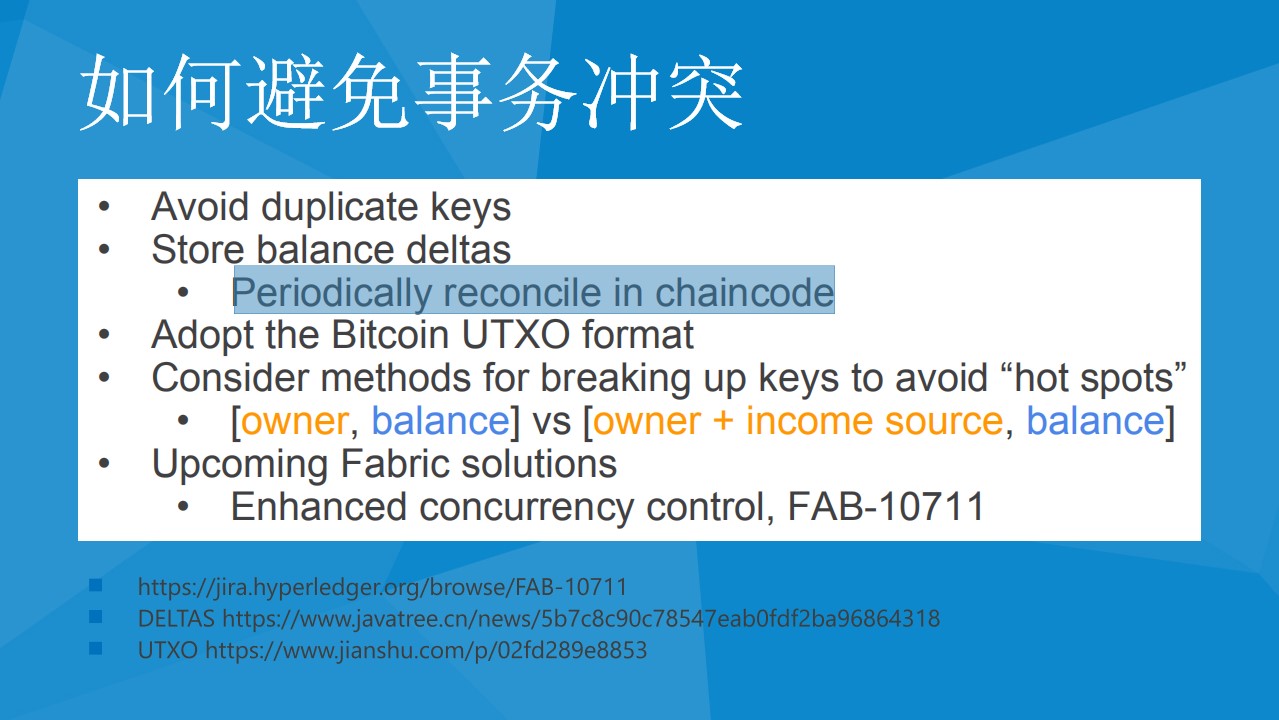 如何避免事务冲突
• Avoid duplicate keys
• Store balance deltas
• Periodically reconcile in chaincode
• Adopt the Bitcoin UTXO format
• Consider methods for breaking up keys to avoid “hot spots”
• [owner, balance] vs [owner + income source, balance]
• Upcoming Fabric solutions
• Enhanced concurrency control, FAB-10711
https://jira.hyperledger.org/browse/FAB-10711
DELTAS https://www.javatree.cn/news/5b7c8c90c78547eab0fdf2ba96864318
UTXO https://www.jianshu.com/p/02fd289e8853